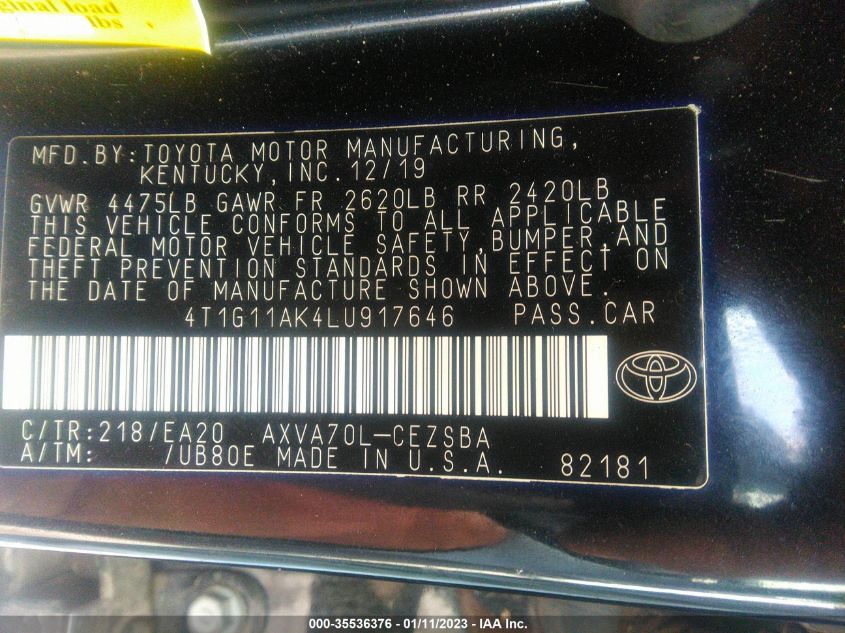 ginal load
lbs
MFD.BY:TOYOTA MOTOR MANUFACTURING,
KENTUCKY,INC.12/19
GVWR 4475LB GAWR FR 2620LB RR 2420LB
THIS VEHICLE CONFORMS TO ALL APPLICABLE
FEDERAL MOTOR VEHICLE SAFETY,BUMPER,AND
THEFT PREVENTION STANDARDS IN EFFECT ON
THE DATE OF MANUFACTURE SHOWN ABOVE.
4T1G11AK4LU917646 PASS.CAR
C/TR:218/EA20 AXVA70L-CEZSBA
A/TM: /UB80E MADE IN U.S.A. 82181
000-35536376 - 01/11/2023 - IAA Inc.